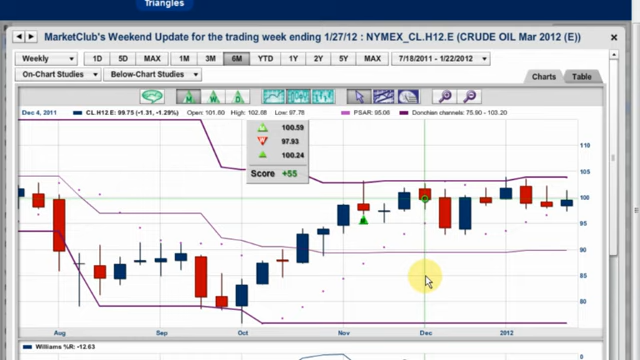 Triangles
MarketClub's Weekend Update for the trading week ending 1/27/12 : NYMEX_CL.H12.E (CRUDE OIL Mar 2012 (E))
Weekly 1D 5D MAX 1M 3M 6M YTD 1Y 2Y 5Y MAX 7/18/2011 - 1/22/2012
On-Chart Studies Below-Chart Studies Charts Table
M W D
Dec 4, 2011 CL.H12.E: 99.75 (-1.31, -1.29%) Open: 101.60 High: 102.68 Low: 97.78 PSAR: 95.06 Donchien channels: 75.90 - 103.20
100.59
97.93
100.24
Score +55
110
105
100
95
90
85
80
Aug Sep Oct Nov Dec 2012
Williams %R: -12.63